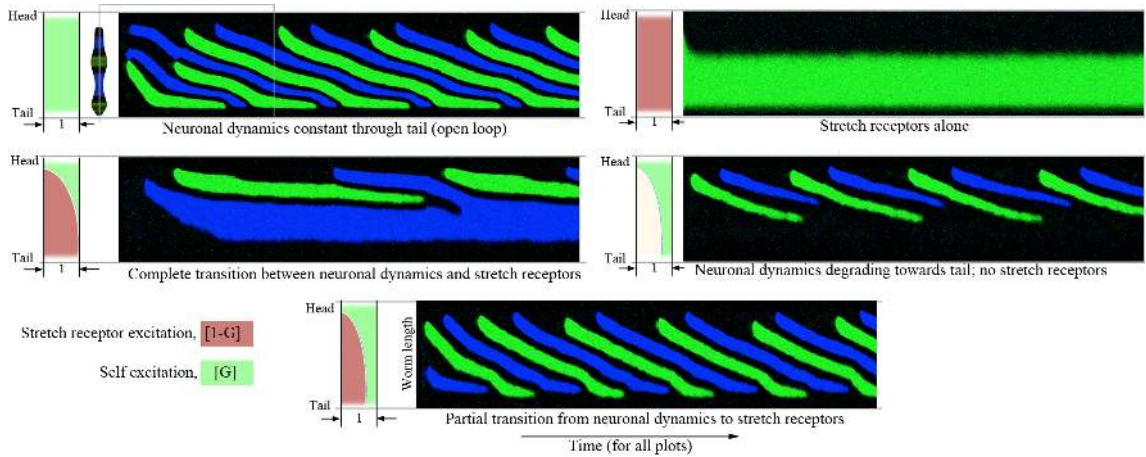 Head
Tail
1
Neuronal dynamics constant through tail (open loop)
Head
Tail
1
Stretch receptors alone
Head
Tail
1
Complete transition between neuronal dynamics and stretch receptors
Head
Tail
1
Neuronal dynamics degrading towards tail; no stretch receptors
Stretch receptor excitation, [1-G]
Self excitation, [G]
Head
Tail
1
Worm length
Partial transition from neuronal dynamics to stretch receptors
Time (for all plots)